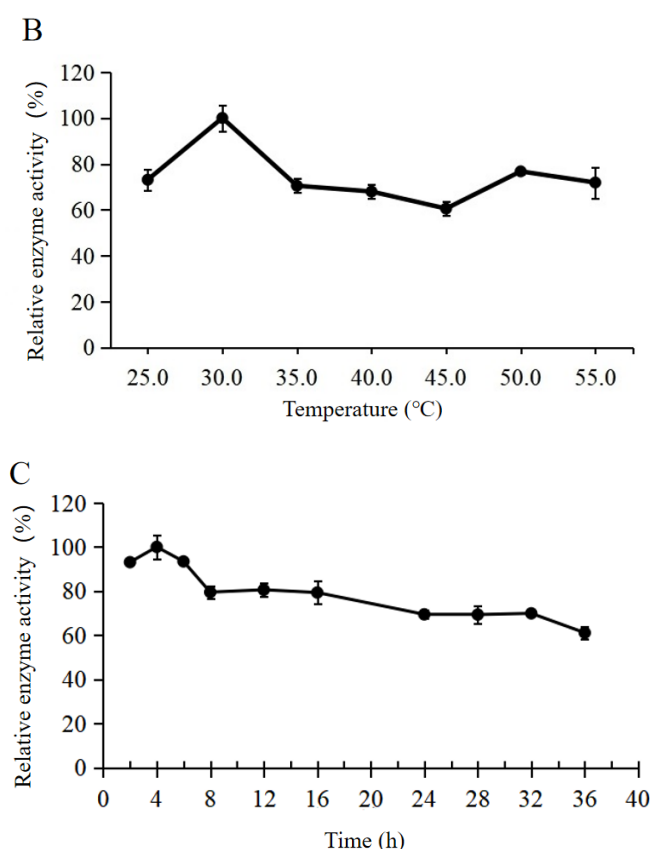 B
Relative enzyme activity (%)
120
100
80
60
40
20
0
25.0 30.0 35.0 40.0 45.0 50.0 55.0
Temperature (°C)
C
Relative enzyme activity (%)
120
100
80
60
40
20
0
0 4 8 12 16 20 24 28 32 36 40
Time (h)